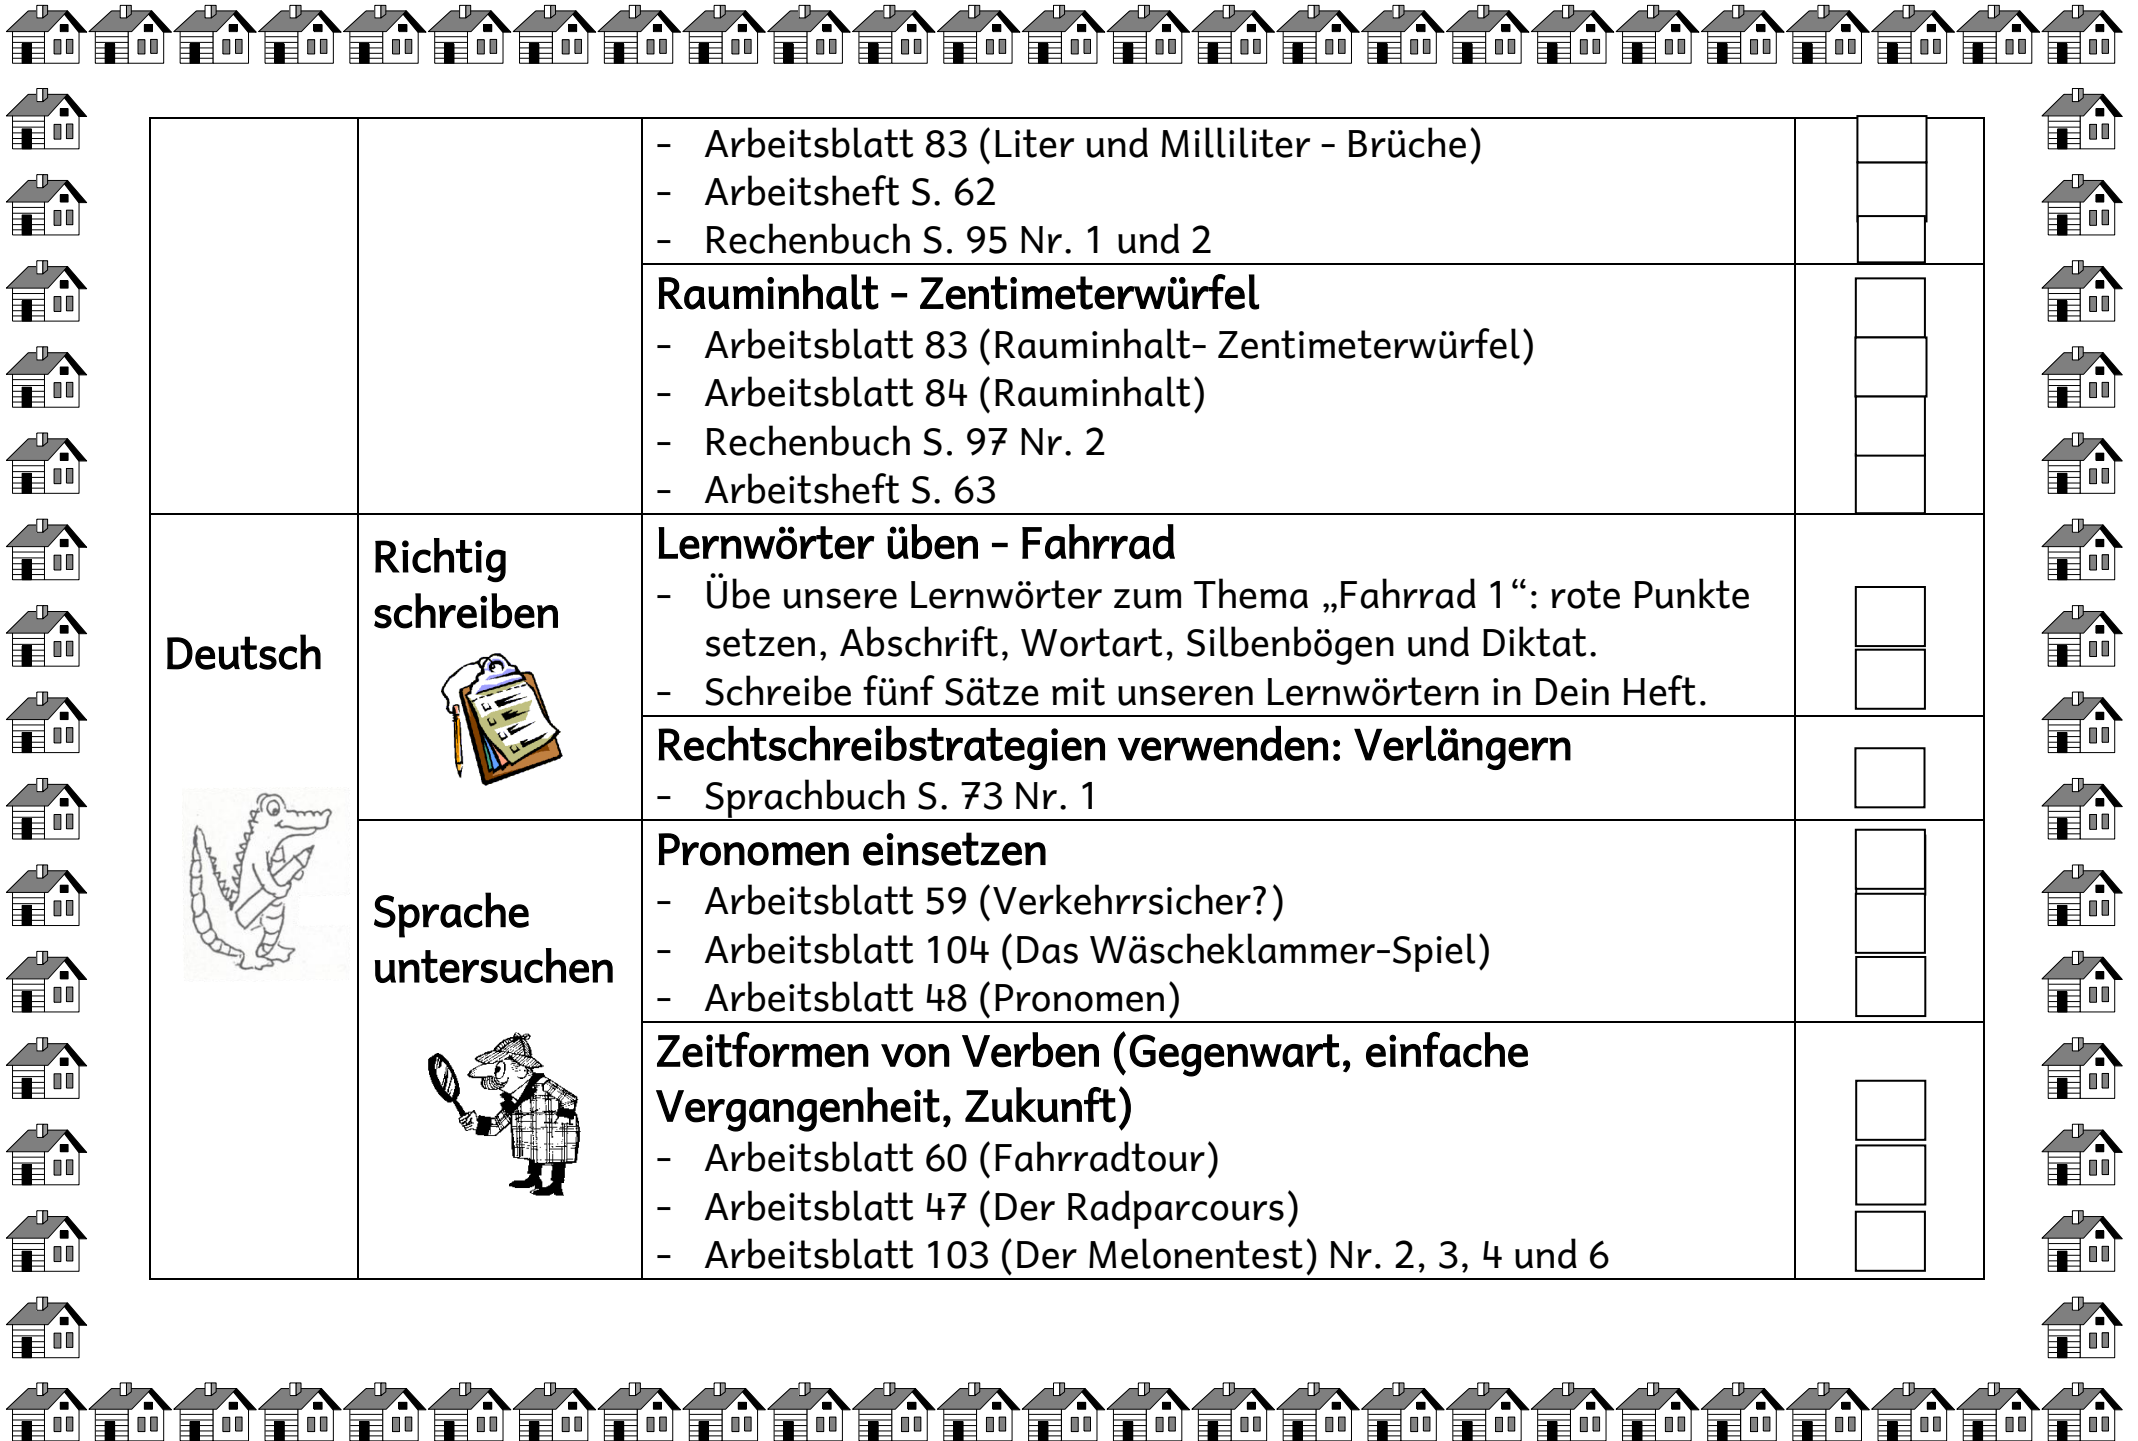 - Arbeitsblatt 83 (Liter und Milliliter - Brüche)
- Arbeitsheft S. 62
- Rechenbuch S. 95 Nr. 1 und 2
Rauminhalt - Zentimeterwürfel
- Arbeitsblatt 83 (Rauminhalt- Zentimeterwürfel)
- Arbeitsblatt 84 (Rauminhalt)
- Rechenbuch S. 97 Nr. 2
- Arbeitsheft S. 63
Deutsch
Richtig
schreiben
Lernwörter üben - Fahrrad
- Übe unsere Lernwörter zum Thema „Fahrrad 1“: rote Punkte
setzen, Abschrift, Wortart, Silbenbögen und Diktat.
- Schreibe fünf Sätze mit unseren Lernwörtern in Dein Heft.
Rechtschreibstrategien verwenden: Verlängern
- Sprachbuch S. 73 Nr. 1
Sprache
untersuchen
Pronomen einsetzen
- Arbeitsblatt 59 (Verkehrrsicher?)
- Arbeitsblatt 104 (Das Wäscheklammer-Spiel)
- Arbeitsblatt 48 (Pronomen)
Zeitformen von Verben (Gegenwart, einfache
Vergangenheit, Zukunft)
- Arbeitsblatt 60 (Fahrradtour)
- Arbeitsblatt 47 (Der Radparcours)
- Arbeitsblatt 103 (Der Melonentest) Nr. 2, 3, 4 und 6